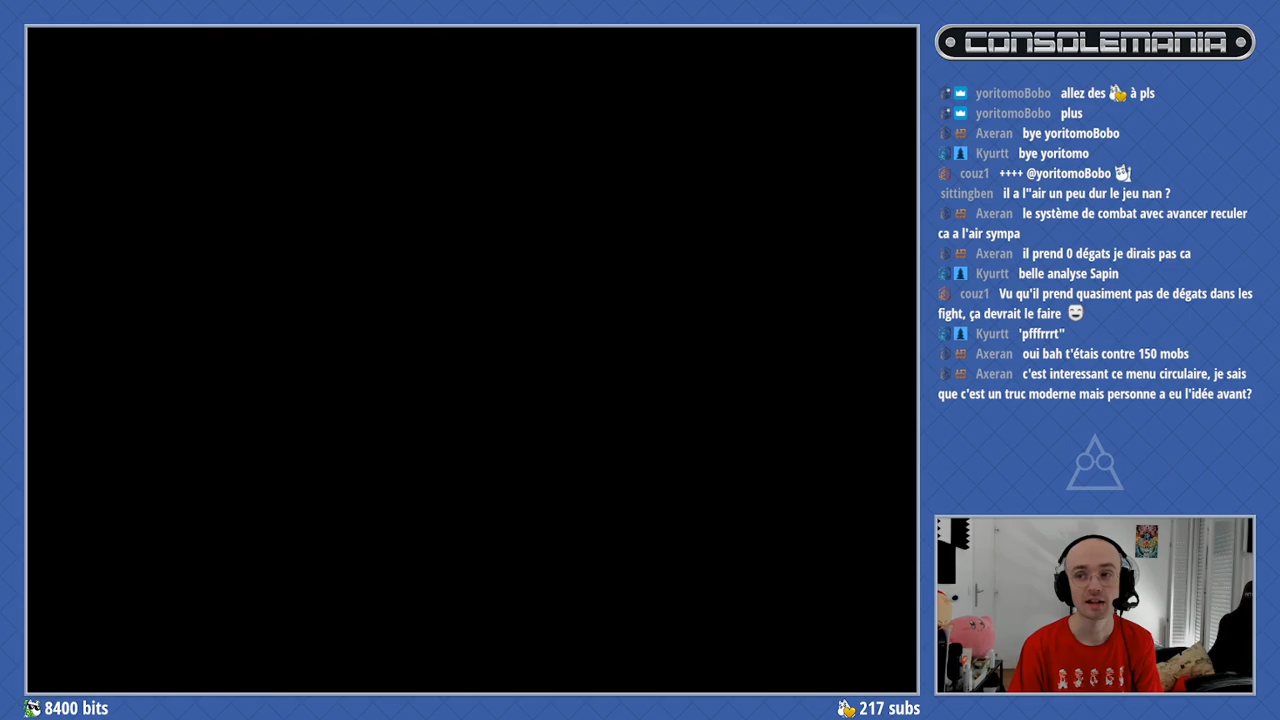 CONSOLEMANIA
yoritomoBobo allez des à pls
yoritomoBobo plus
Axeran bye yoritomoBobo
Kyurtt bye yoritomo
couz1 ++++ @yoritomoBobo
sittingben il a l"air un peu dur le jeu nan ?
Axeran le système de combat avec avancer reculer
ca a l'air sympa
Axeran il prend 0 dégats je dirais pas ca
Kyurtt belle analyse Sapin
couz1 Vu qu'il prend quasiment pas de dégats dans les
fight, ça devrait le faire
Kyurtt 'pfffrrrt"
Axeran oui bah t'étais contre 150 mobs
Axeran c'est interessant ce menu circulaire, je sais
que c'est un truc moderne mais personne a eu l'idée avant?
8400 bits
217 subs